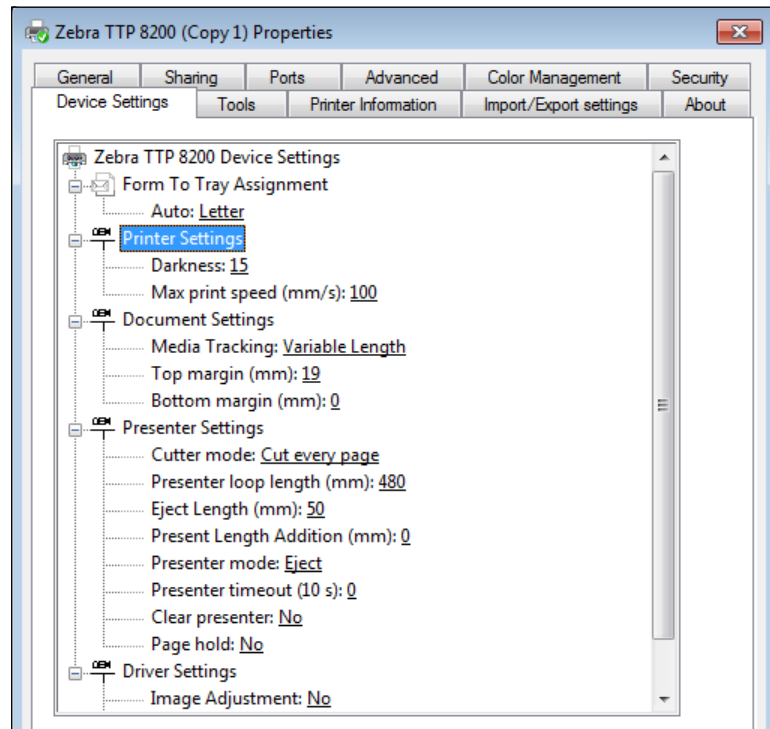 Zebra TTP 8200 (Copy 1) Properties
General Sharing Ports Advanced Color Management Security
Device Settings Tools Printer Information Import/Export settings About
Zebra TTP 8200 Device Settings
Form To Tray Assignment
Auto: Letter
Printer Settings
Darkness: 15
Max print speed (mm/s): 100
Document Settings
Media Tracking: Variable Length
Top margin (mm): 19
Bottom margin (mm): 0
Presenter Settings
Cutter mode: Cut every page
Presenter loop length (mm): 480
Eject Length (mm): 50
Present Length Addition (mm): 0
Presenter mode: Eject
Presenter timeout (10 s): 0
Clear presenter: No
Page hold: No
Driver Settings
Image Adjustment: No